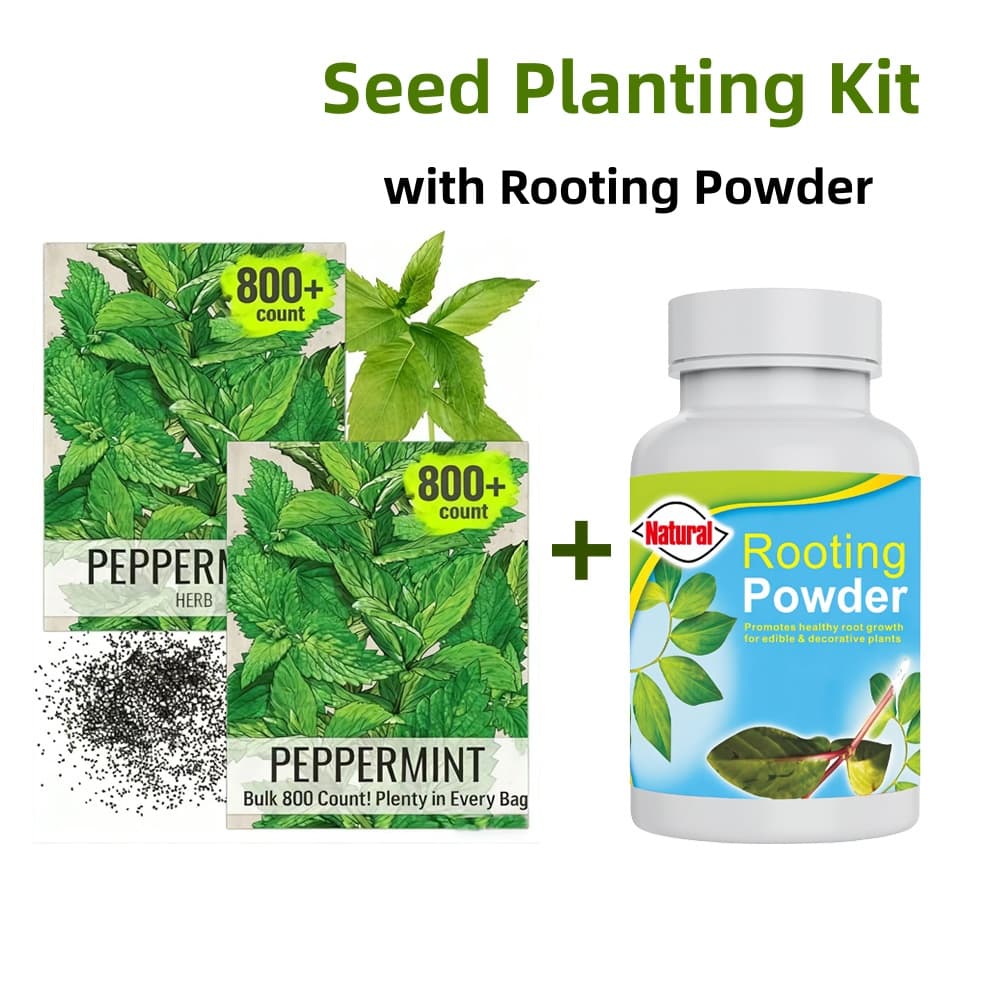 Seed Planting Kit
with Rooting Powder
800+
count
PEPPERM
HERB
800+
count
PEPPERMINT
Bulk 800 Count! Plenty in Every Bag
+
Natural
Rooting
Powder
Promotes healthy root growth
for edible & decorative plants